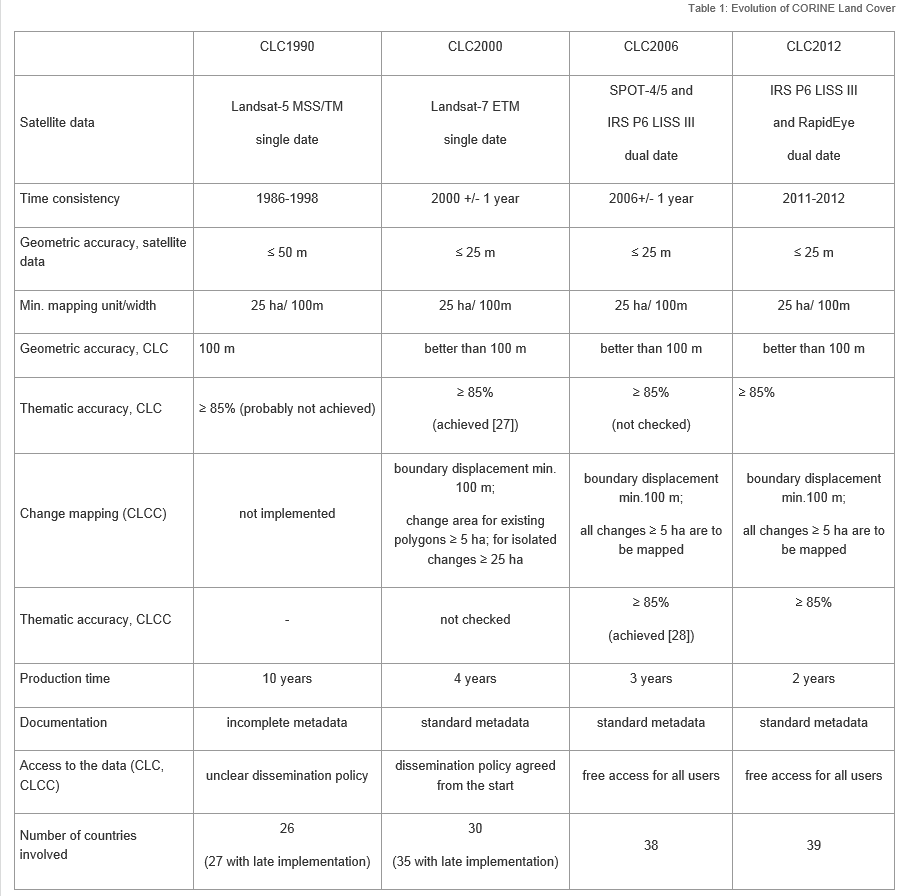 Table 1: Evolution of CORINE Land Cover
CLC1990 CLC2000 CLC2006 CLC2012
Satellite data
Landsat-5 MSS/TM
single date
Landsat-7 ETM
single date
SPOT-4/5 and
IRS P6 LISS III
dual date
IRS P6 LISS III
and RapidEye
dual date
Time consistency 1986-1998 2000 +/- 1 year 2006+/- 1 year 2011-2012
Geometric accuracy, satellite
data
≤ 50 m ≤ 25 m ≤ 25 m ≤ 25 m
Min. mapping unit/width 25 ha/ 100m 25 ha/ 100m 25 ha/ 100m 25 ha/ 100m
Geometric accuracy, CLC 100 m better than 100 m better than 100 m better than 100 m
Thematic accuracy, CLC ≥ 85% (probably not achieved)
≥ 85%
(achieved [27])
≥ 85%
(not checked)
≥ 85%
Change mapping (CLCC) not implemented
boundary displacement min.
100 m;
change area for existing
polygons ≥ 5 ha; for isolated
changes ≥ 25 ha
boundary displacement
min.100 m;
all changes ≥ 5 ha are to
be mapped
boundary displacement
min.100 m;
all changes ≥ 5 ha are to
be mapped
Thematic accuracy, CLCC - not checked
≥ 85%
(achieved [28])
≥ 85%
Production time 10 years 4 years 3 years 2 years
Documentation incomplete metadata standard metadata standard metadata standard metadata
Access to the data (CLC,
CLCC)
unclear dissemination policy
dissemination policy agreed
from the start
free access for all users free access for all users
Number of countries
involved
26
(27 with late implementation)
30
(35 with late implementation)
38 39